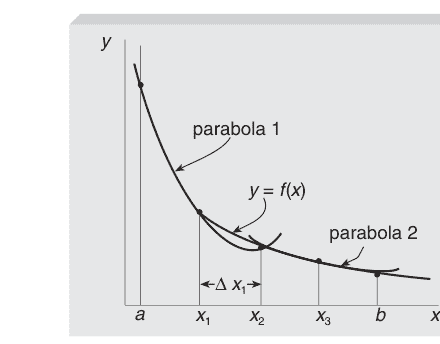 y
parabola 1
y = f(x)
parabola 2
Δ x₁
a x₁ x₂ x₃ b x